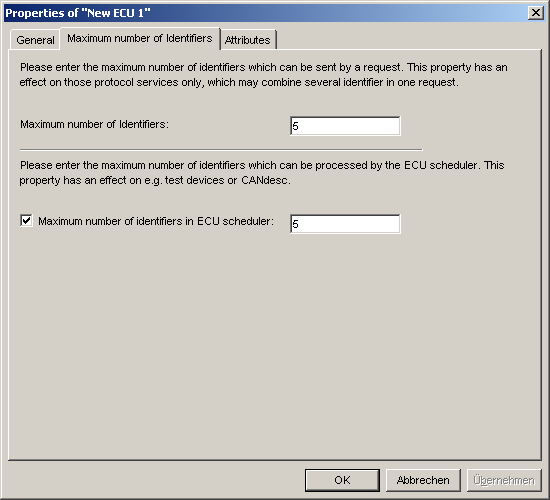 Properties of "New ECU 1"
General
Maximum number of Identifiers
Attributes
Please enter the maximum number of identifiers which can be sent by a request. This property has an
effect on those protocol services only, which may combine several identifier in one request.
Maximum number of Identifiers:
5
Please enter the maximum number of identifiers which can be processed by the ECU scheduler. This
property has an effect on e.g. test devices or CANdesc.
Maximum number of identifiers in ECU scheduler:
5
OK
Abbrechen
Übernehmen